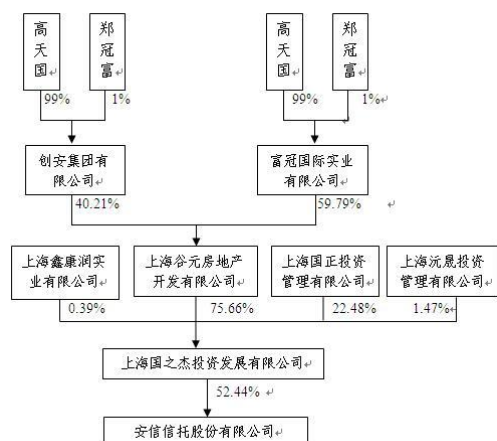 高天国
郑冠富
高天国
郑冠富
99%
1%
99%
1%
创安集团有
限公司
富冠国际实业
有限公司
40.21%
59.79%
上海鑫康润实
业有限公司
上海谷元房地产
开发有限公司
上海国正投资
管理有限公司
上海沅晟投资
管理有限公司
0.39%
75.66%
22.48%
1.47%
上海国之杰投资发展有限公司
52.44%
安信信托股份有限公司